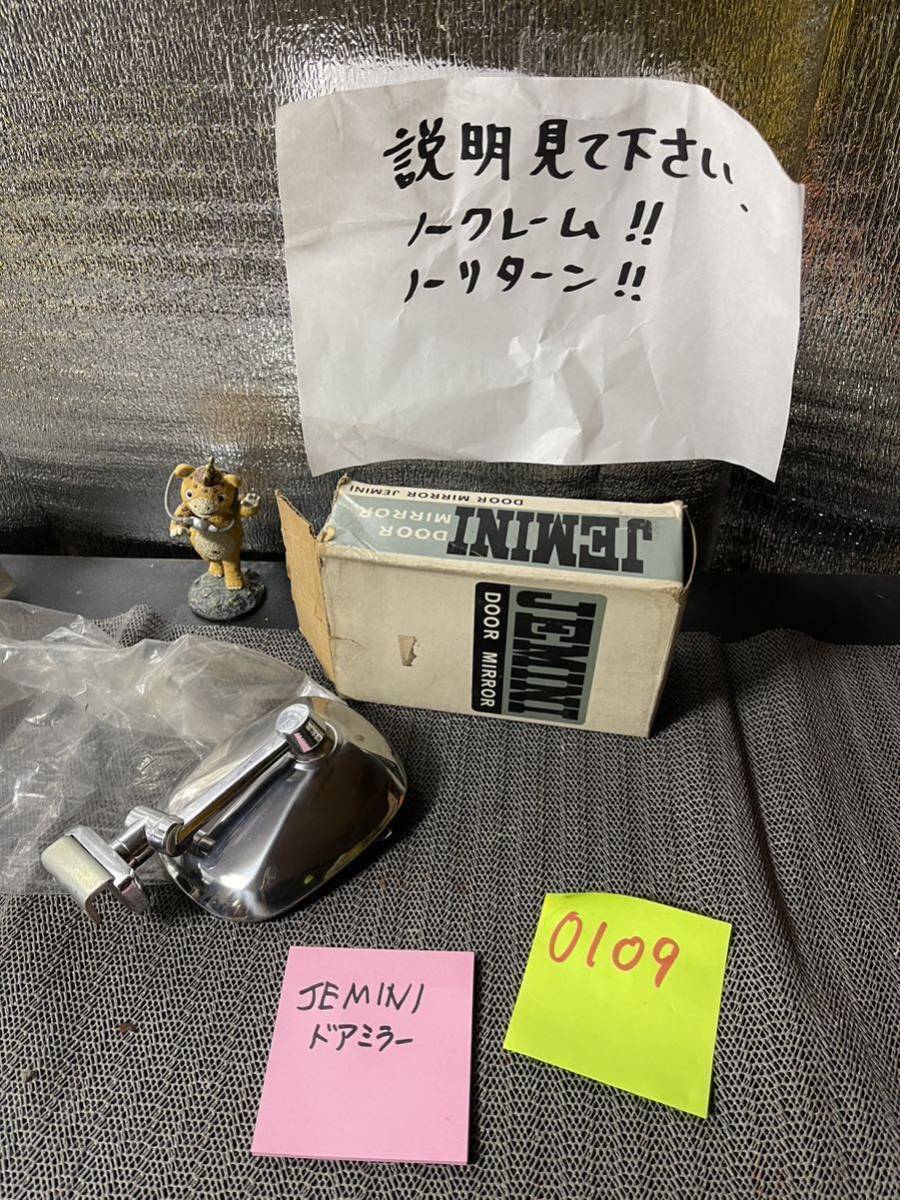 説明見て下さい、
ノークレーム!!
ノーリターン!!
DOOR MIRROR JEMINI
JEMINI
DOOR
MIRROR
JEMINI
DOOR MIRROR
JEMINI
ドアミラー
0109